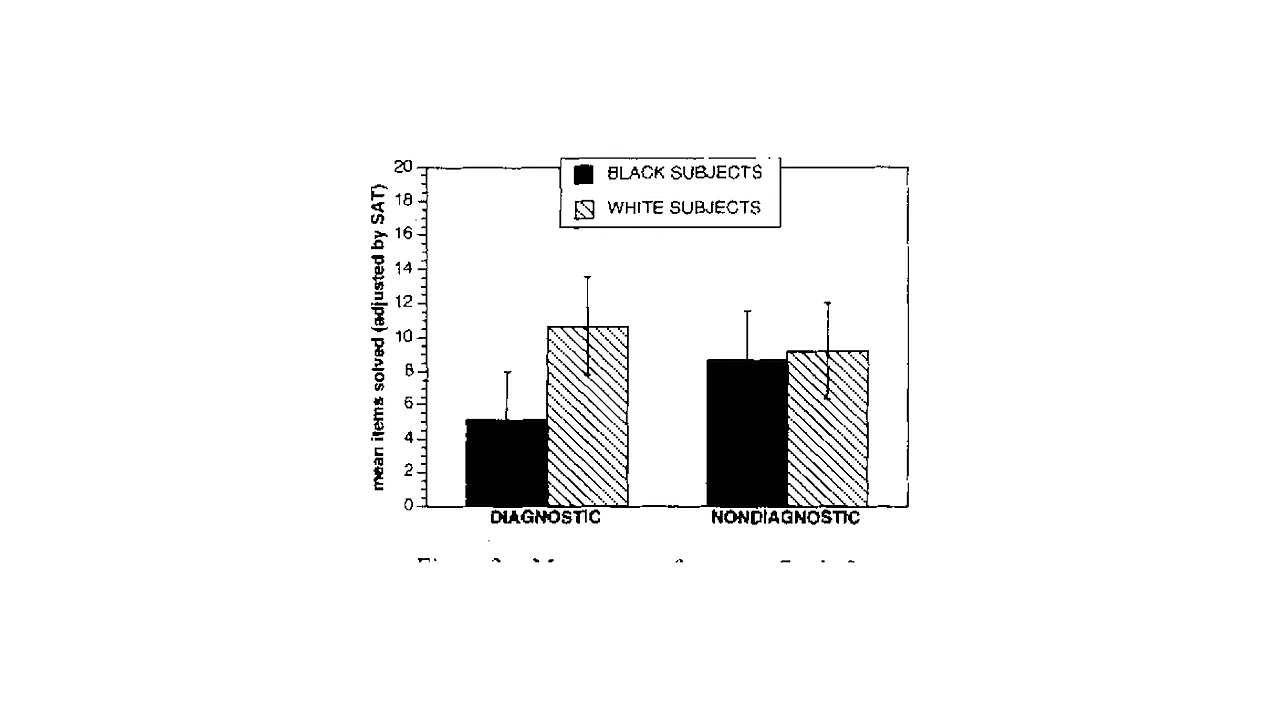 BLACK SUBJECTS
WHITE SUBJECTS
mean items solved (adjusted by SAT)
20
18
16
14
12
10
8
6
4
2
0
DIAGNOSTIC
NONDIAGNOSTIC